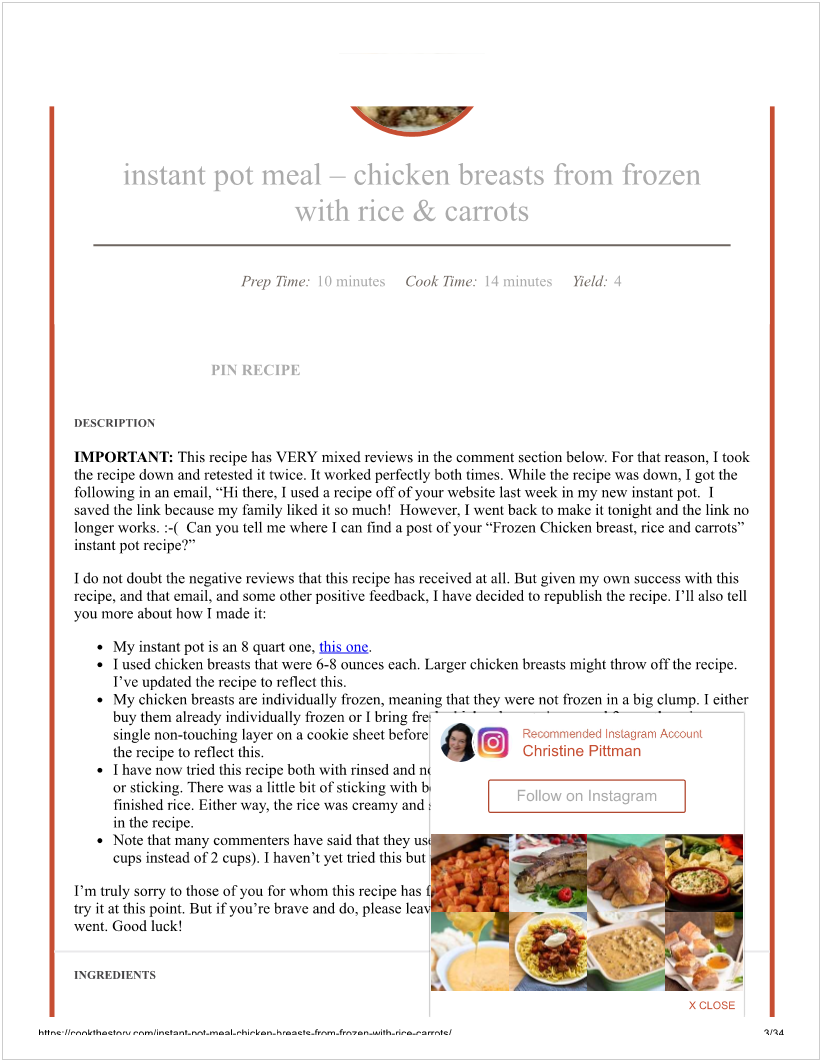 instant pot meal – chicken breasts from frozen
with rice & carrots
Prep Time: 10 minutes Cook Time: 14 minutes Yield: 4
PIN RECIPE
DESCRIPTION
IMPORTANT: This recipe has VERY mixed reviews in the comment section below. For that reason, I took
the recipe down and retested it twice. It worked perfectly both times. While the recipe was down, I got the
following in an email, “Hi there, I used a recipe off of your website last week in my new instant pot. I
saved the link because my family liked it so much! However, I went back to make it tonight and the link no
longer works. :-( Can you tell me where I can find a post of your “Frozen Chicken breast, rice and carrots”
instant pot recipe?”
I do not doubt the negative reviews that this recipe has received at all. But given my own success with this
recipe, and that email, and some other positive feedback, I have decided to republish the recipe. I’ll also tell
you more about how I made it:
• My instant pot is an 8 quart one, this one.
• I used chicken breasts that were 6-8 ounces each. Larger chicken breasts might throw off the recipe.
I’ve updated the recipe to reflect this.
• My chicken breasts are individually frozen, meaning that they were not frozen in a big clump. I either
buy them already individually frozen or I bring
single non-touching layer on a cookie sheet before
the recipe to reflect this.
• I have now tried this recipe both with rinsed and
or sticking. There was a little bit of sticking with
finished rice. Either way, the rice was creamy and
in the recipe.
• Note that many commenters have said that they
cups instead of 2 cups). I haven’t yet tried this but
I’m truly sorry to those of you for whom this recipe has
try it at this point. But if you’re brave and do, please
went. Good luck!
Recommended Instagram Account
Christine Pittman
Follow on Instagram
X CLOSE
INGREDIENTS
https://cookthestory.com/instant-pot-meal-chicken-breasts-from-frozen-with-rice-carrots/ 3/34